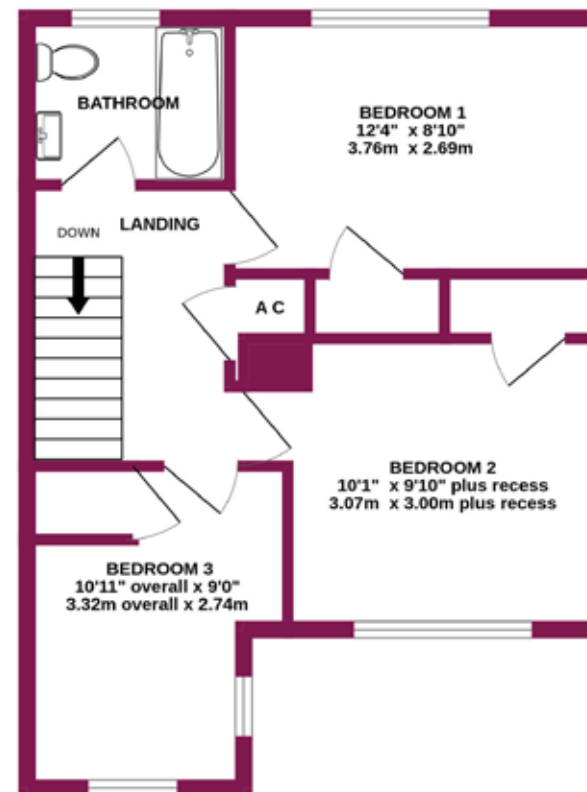 BATHROOM
BEDROOM 1
12'4" x 8'10"
3.76m x 2.69m
LANDING
DOWN
A C
BEDROOM 2
10'1" x 9'10" plus recess
3.07m x 3.00m plus recess
BEDROOM 3
10'11" overall x 9'0"
3.32m overall x 2.74m